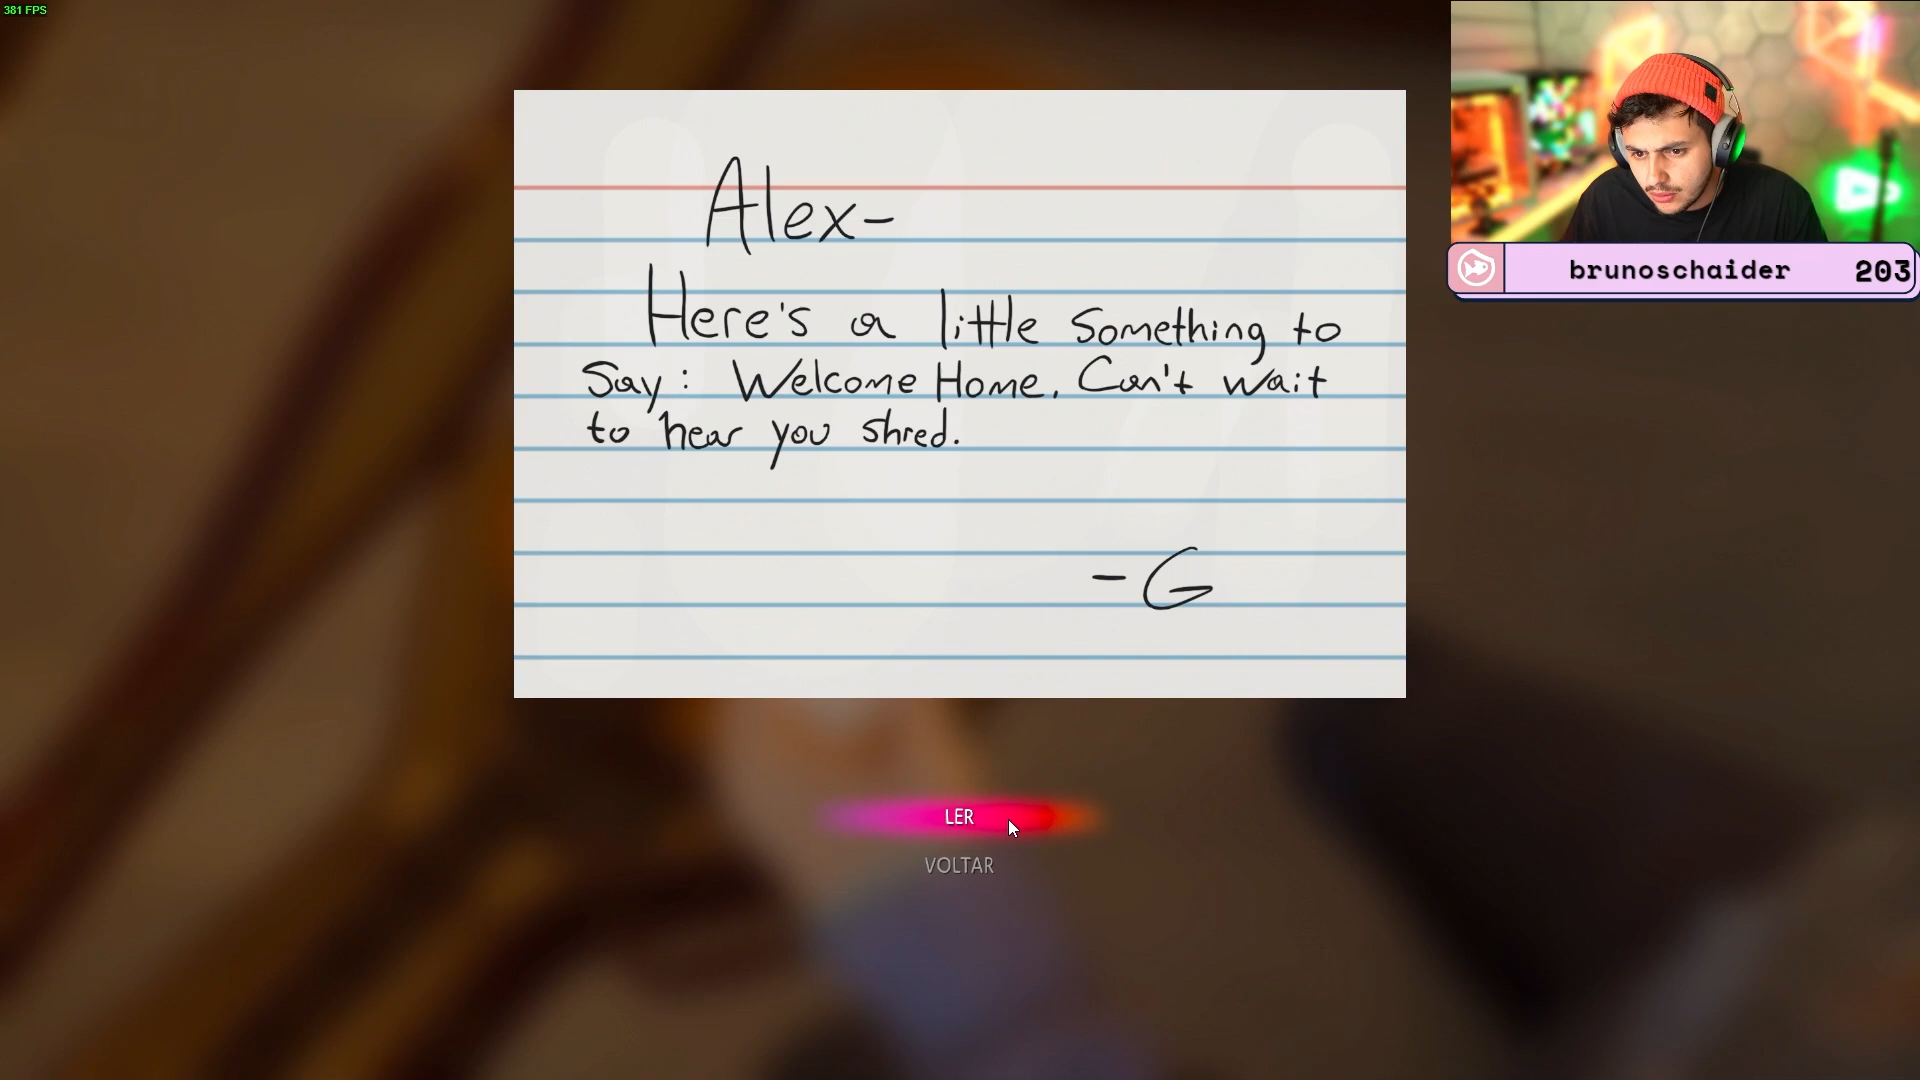 381 FPS
Alex-
Here's a little Something to
Say: Welcome Home. Can't wait
to hear you shred.
-G
brunoschaider 203
LER
VOLTAR